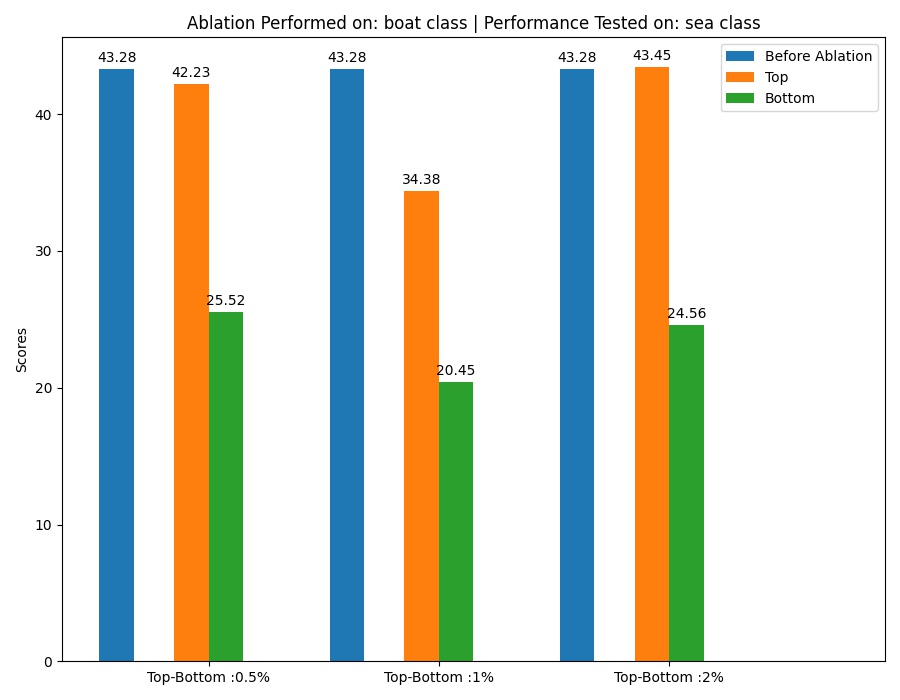 Ablation Performed on: boat class | Performance Tested on: sea class
43.28
42.23
25.52
43.28
34.38
20.45
43.28
43.45
24.56
Before Ablation
Top
Bottom
Scores
40
30
20
10
0
Top-Bottom :0.5%
Top-Bottom :1%
Top-Bottom :2%